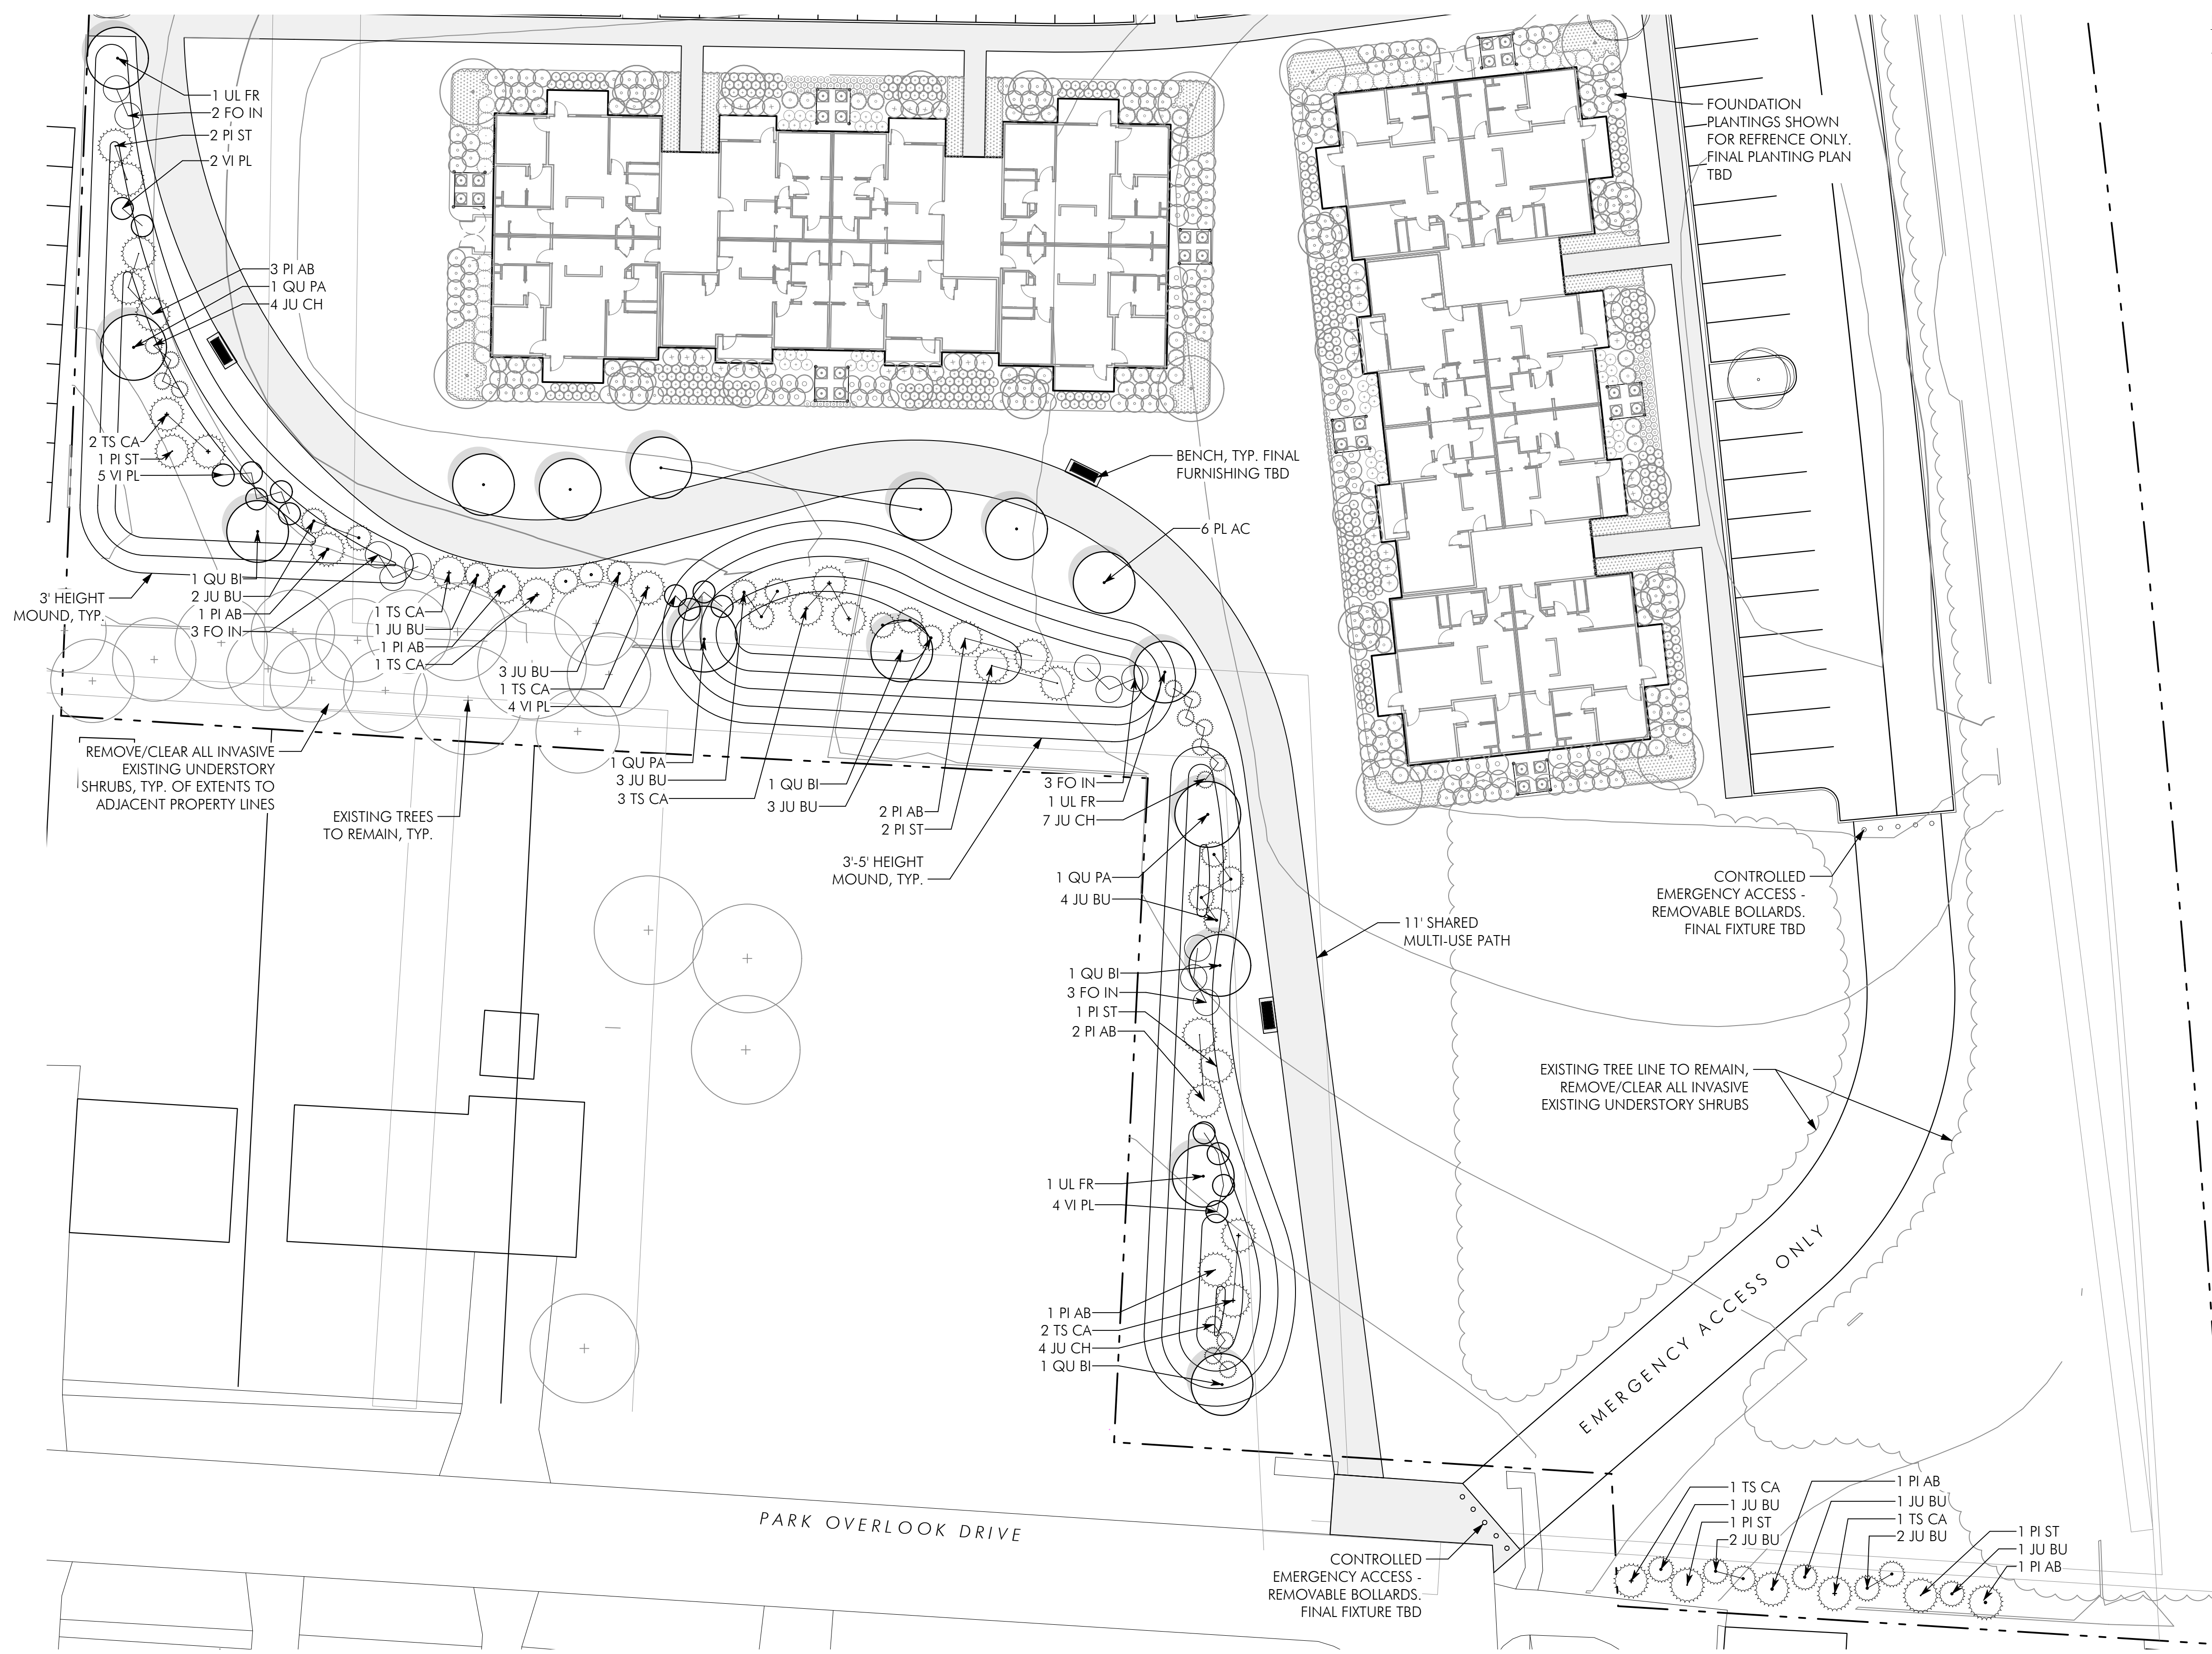 1 UL FR
2 FO IN
2 PI ST
2 VI PL
3 PI AB
1 QU PA
4 JU CH
2 TS CA
1 PI ST
5 VI PL
1 QU BI
2 JU BU
1 PI AB
3 FO IN
3' HEIGHT
MOUND, TYP.
1 TS CA
1 JU BU
1 PI AB
1 TS CA
3 JU BU
1 TS CA
4 VI PL
REMOVE/CLEAR ALL INVASIVE
EXISTING UNDERSTORY
SHRUBS, TYP. OF EXTENTS TO
ADJACENT PROPERTY LINES
EXISTING TREES
TO REMAIN, TYP.
1 QU PA
3 JU BU
3 TS CA
1 QU BI
3 JU BU
2 PI AB
2 PI ST
3'-5' HEIGHT
MOUND, TYP.
FOUNDATION
PLANTINGS SHOWN
FOR REFRENCE ONLY.
FINAL PLANTING PLAN
TBD
BENCH, TYP. FINAL
FURNISHING TBD
6 PL AC
3 FO IN
1 UL FR
7 JU CH
1 QU PA
4 JU BU
1 QU BI
3 FO IN
1 PI ST
2 PI AB
1 UL FR
4 VI PL
1 PI AB
2 TS CA
4 JU CH
1 QU BI
11' SHARED
MULTI-USE PATH
CONTROLLED
EMERGENCY ACCESS -
REMOVABLE BOLLARDS.
FINAL FIXTURE TBD
EXISTING TREE LINE TO REMAIN,
REMOVE/CLEAR ALL INVASIVE
EXISTING UNDERSTORY SHRUBS
EMERGENCY ACCESS ONLY
PARK OVERLOOK DRIVE
CONTROLLED
EMERGENCY ACCESS -
REMOVABLE BOLLARDS.
FINAL FIXTURE TBD
1 TS CA
1 JU BU
1 PI ST
2 JU BU
1 PI AB
1 JU BU
1 TS CA
2 JU BU
1 PI ST
1 JU BU
1 PI AB